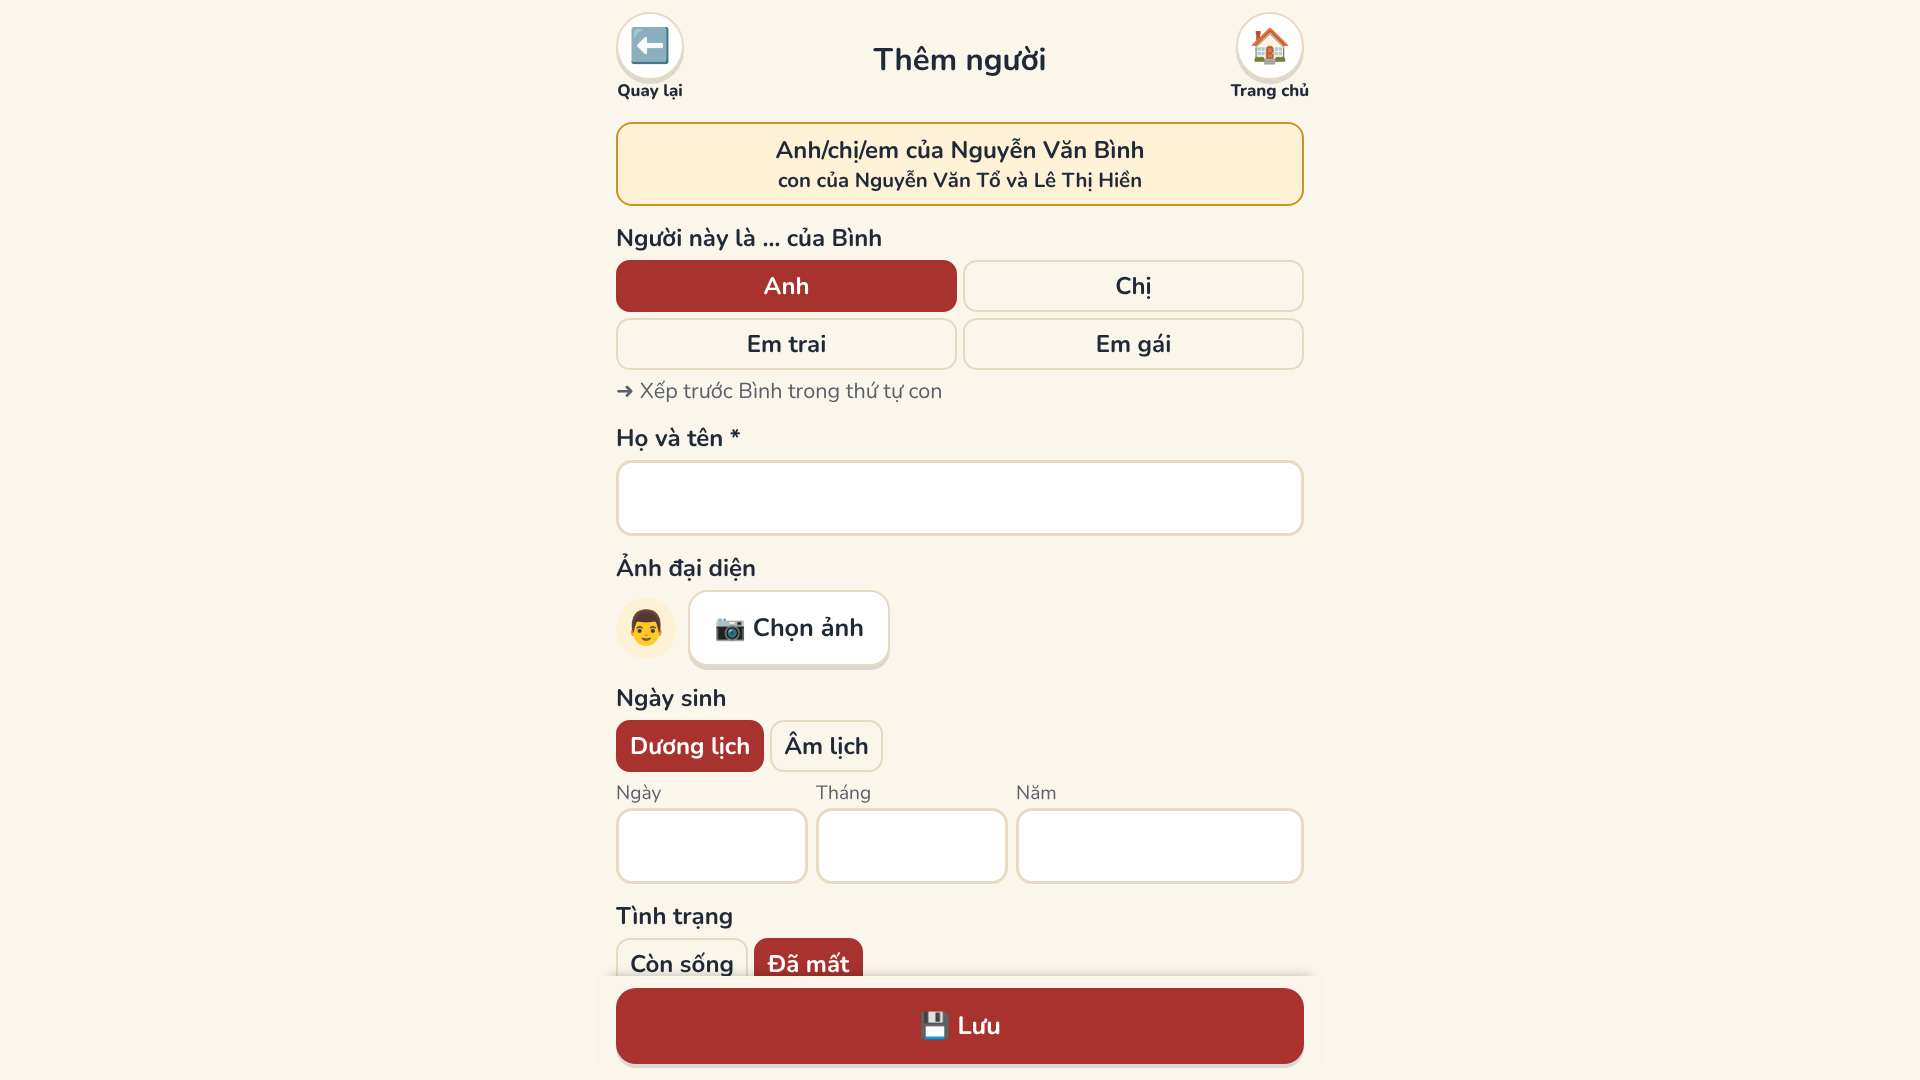 Quay lại
Thêm người
Trang chủ
Anh/chị/em của Nguyễn Văn Bình
con của Nguyễn Văn Tổ và Lê Thị Hiền
Người này là ... của Bình
Anh
Chị
Em trai
Em gái
➜ Xếp trước Bình trong thứ tự con
Họ và tên *
Ảnh đại diện
Chọn ảnh
Ngày sinh
Dương lịch
Âm lịch
Ngày
Tháng
Năm
Tình trạng
Còn sống
Đã mất
Lưu